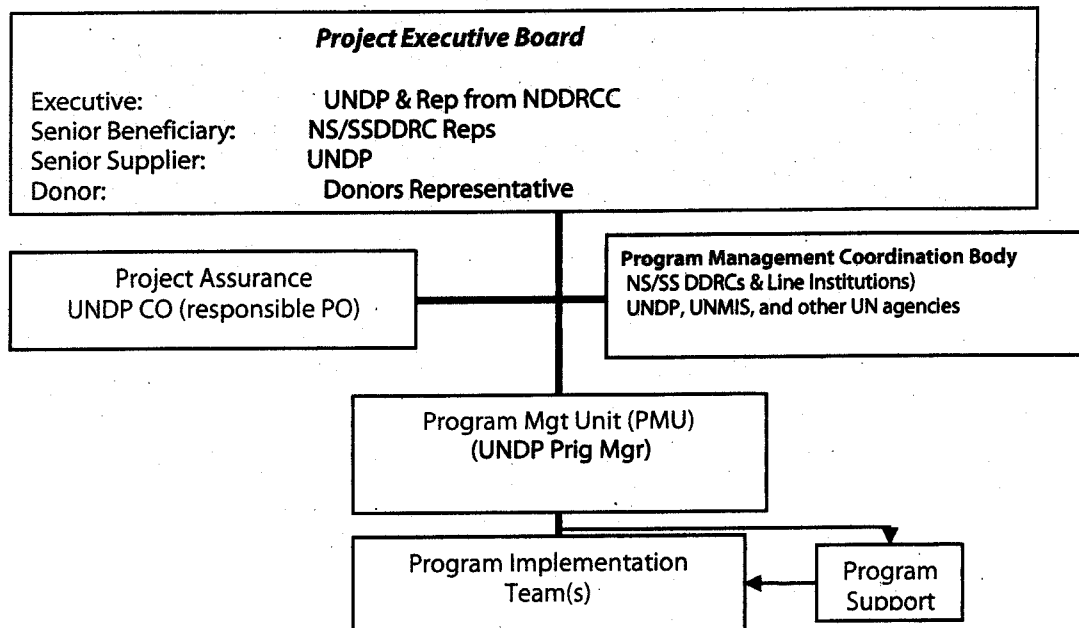 Project Executive Board
Executive: UNDP & Rep from NDDRCC
Senior Beneficiary: NS/SSDDRC Reps
Senior Supplier: UNDP
Donor: Donors Representative
Project Assurance
UNDP CO (responsible PO)
Program Management Coordination Body
NS/SS DDRCs & Line Institutions)
UNDP, UNMIS, and other UN agencies
Program Mgt Unit (PMU)
(UNDP Prig Mgr)
Program Implementation
Team(s)
Program
Support